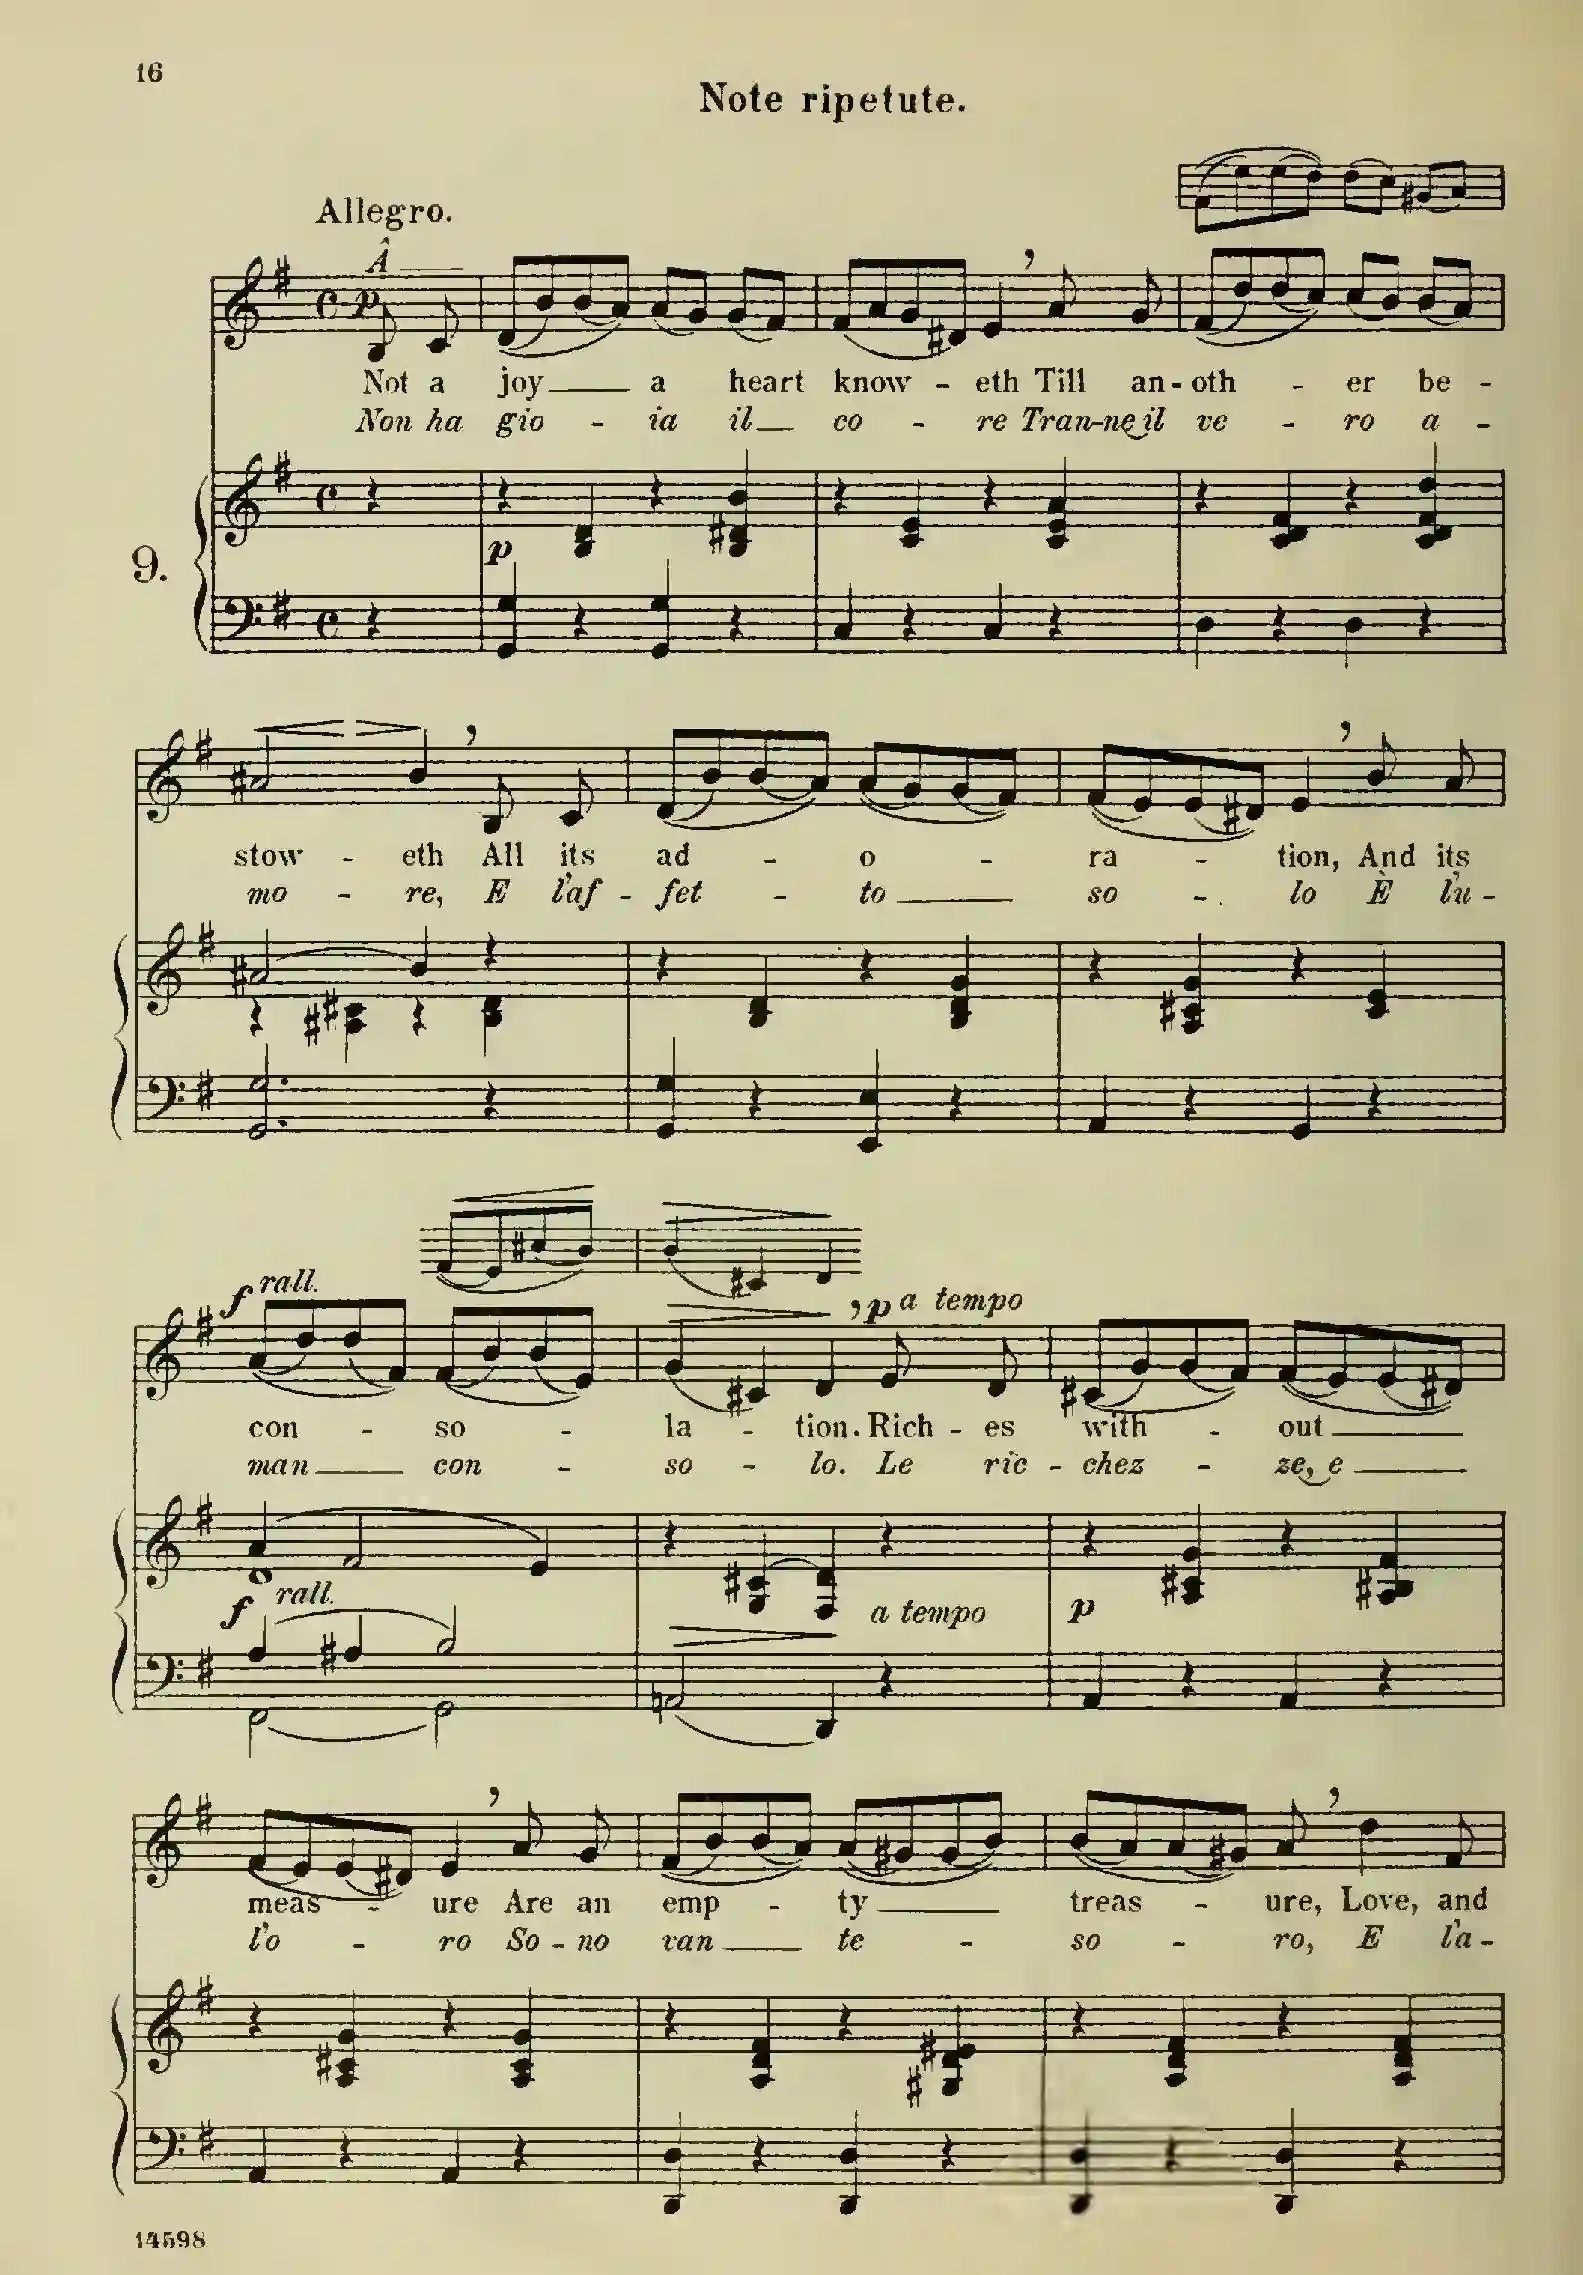 16
Note ripetute.
Allegro.
A
p
Not a joy a heart know - eth Till an - oth - er be -
Non ha gio - ia il co - re Tran-ne il ve - ro a -
9.
p
stow - eth All its ad - o - ra - tion, And its
mo - re, E l'af - fet - to so - lo È l'u -
f rall.
, p a tempo
con - so - la - tion. Rich - es with - out
man con - so - lo. Le ric - chez - ze, e
f rall.
a tempo
p
meas - ure Are an emp - ty treas - ure, Love, and
l'o - ro So - no van te - so - ro, E l'a -
14598